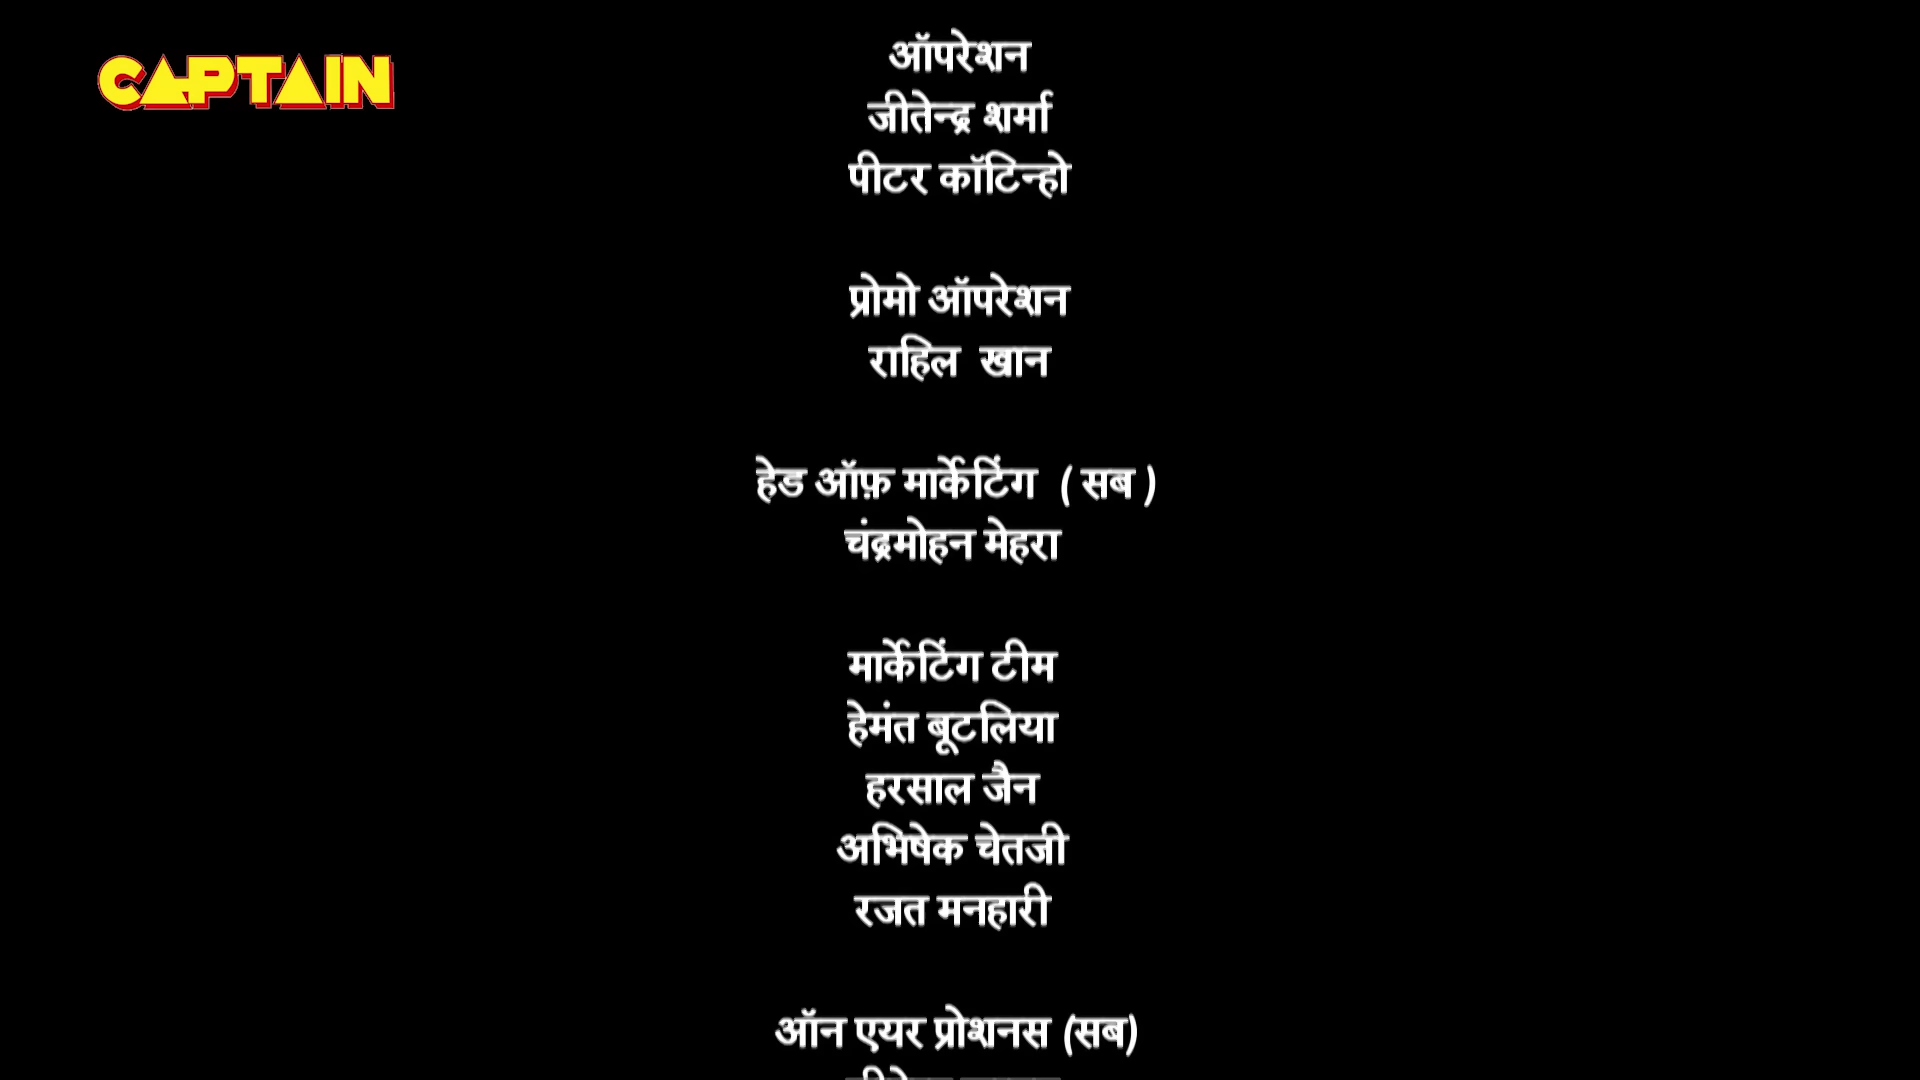 CAPTAIN
ऑपरेशन
जीतेन्द्र शर्मा
पीटर कॉटिन्हो
प्रोमो ऑपरेशन
राहिल खान
हेड ऑफ़ मार्केटिंग ( सब )
चंद्रमोहन मेहरा
मार्केटिंग टीम
हेमंत बूटलिया
हरसाल जैन
अभिषेक चेतजी
रजत मनहारी
ऑन एयर प्रोशनस (सब)